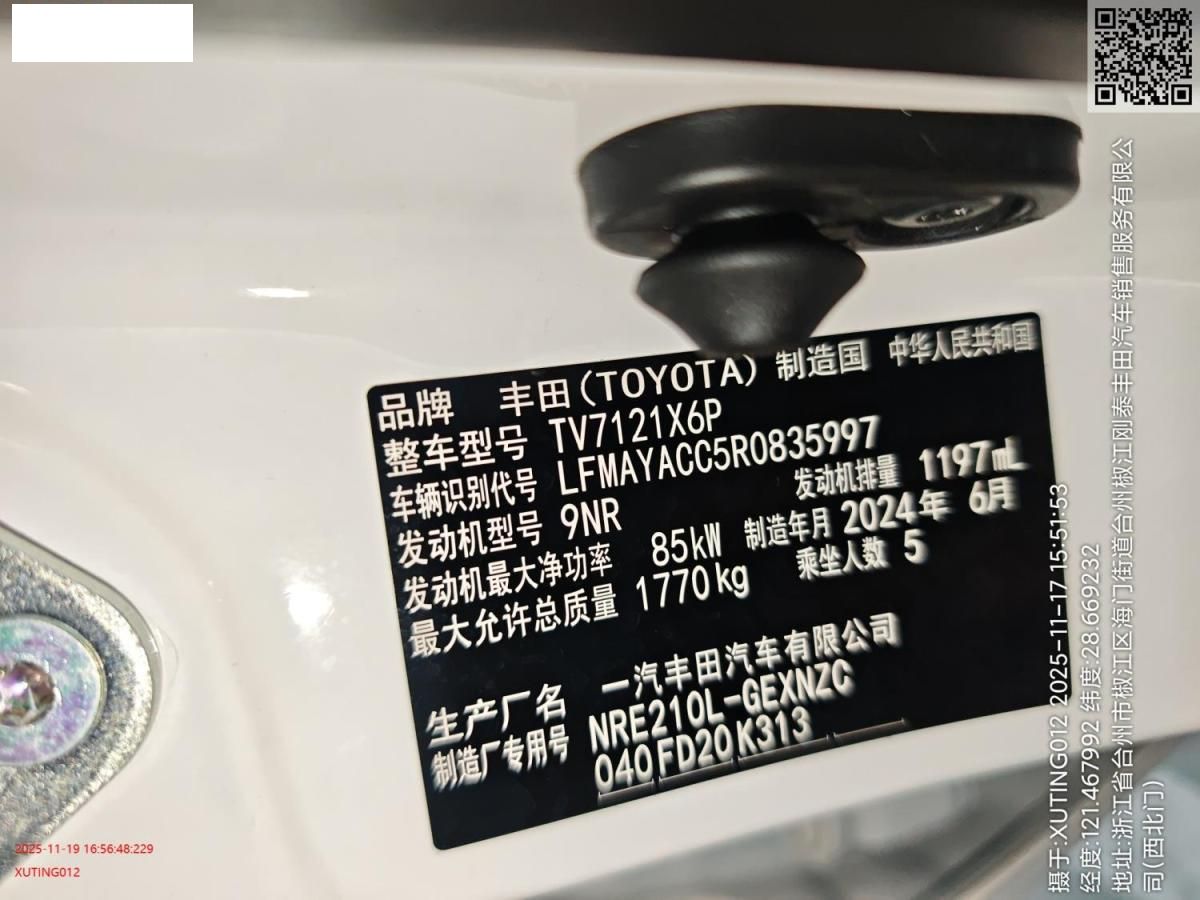 品牌 丰田(TOYOTA) 制造国 中华人民共和国
整车型号 TV7121X6P
车辆识别代号 LFMAYACC5R0835997
发动机型号 9NR 发动机排量 1197mL
发动机最大净功率 85kW 制造年月 2024年 6月
最大允许总质量 1770kg 乘坐人数 5
生产厂名 一汽丰田汽车有限公司
制造厂专用号 NRE210L-GEXNZC
040 FD20 K313
摄于:XUTING012 2025-11-17 15:51:53
经度:121.467992 纬度:28.669232
地址:浙江省台州市椒江区海门街道台州椒江刚泰丰田汽车销售服务有限公
司(西北门)
2025-11-19 16:56:48:229
XUTING012